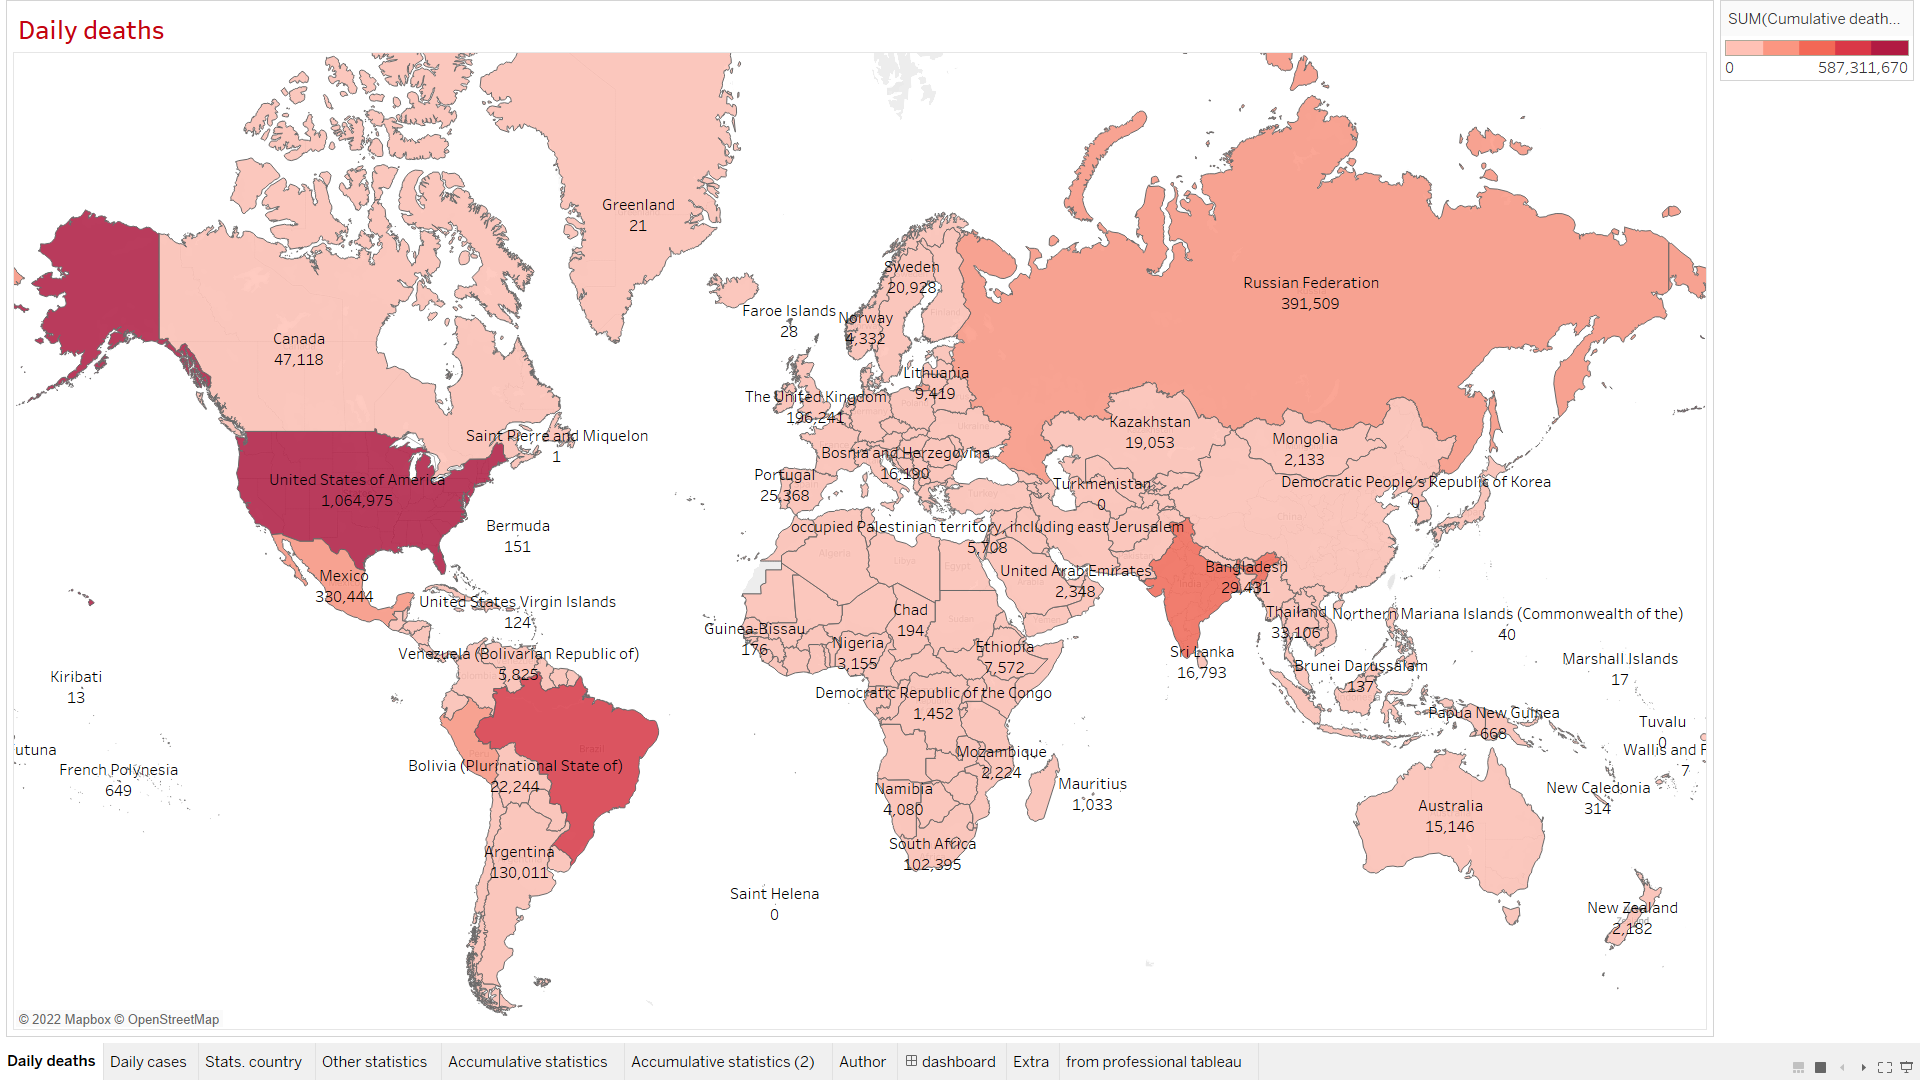 Daily deaths
SUM(Cumulative death...
0
587,311,670
Greenland
21
Sweden
20,928
Russian Federation
391,509
Faroe Islands
28
Norway
4,332
Canada
47,118
Lithuania
9,419
The United Kingdom
196,241
Kazakhstan
19,053
Mongolia
2,133
Saint Pierre and Miquelon
1
Bosnia and Herzegovina
16,190
Portugal
25,368
United States of America
1,064,975
Turkmenistan
0
Democratic People's Republic of Korea
0
Bermuda
151
occupied Palestinian territory, including east Jerusalem
5,708
Mexico
330,444
United Arab Emirates
2,348
Bangladesh
29,431
United States Virgin Islands
124
Chad
194
Thailand
33,106
Northern Mariana Islands (Commonwealth of the)
40
Guinea-Bissau
176
Nigeria
3,155
Ethiopia
7,572
Venezuela (Bolivarian Republic of)
5,825
Sri Lanka
16,793
Brunei Darussalam
137
Marshall Islands
17
Kiribati
13
Democratic Republic of the Congo
1,452
Papua New Guinea
668
Tuvalu
0
utuna
Wallis and F
7
French Polynesia
649
Brazil
Bolivia (Plurinational State of)
22,244
Mozambique
2,224
Namibia
4,080
Mauritius
1,033
New Caledonia
314
Australia
15,146
Argentina
130,011
South Africa
102,395
Saint Helena
0
New Zealand
2,182
Algeria
Libya
Egypt
Sudan
China
Turkey
© 2022 Mapbox © OpenStreetMap
Daily deaths
Daily cases
Stats. country
Other statistics
Accumulative statistics
Accumulative statistics (2)
Author
dashboard
Extra
from professional tableau